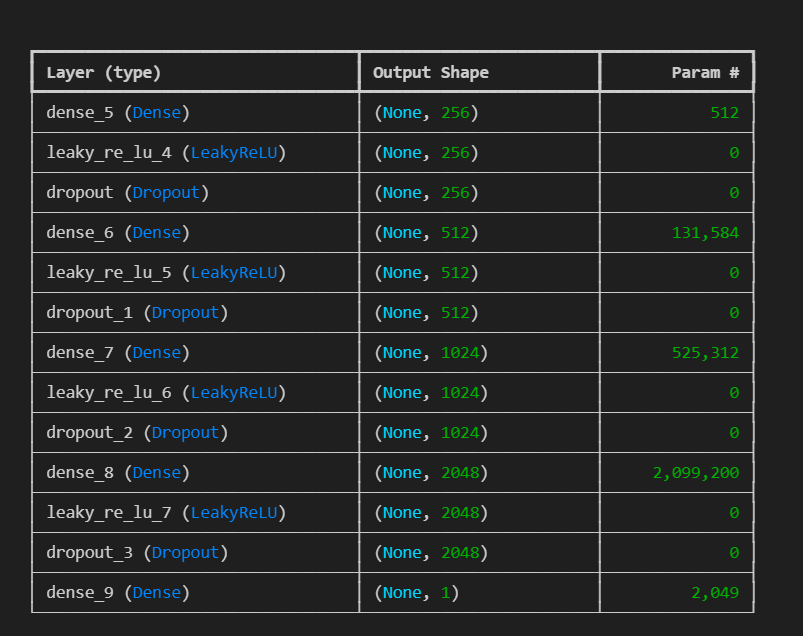 Layer (type) Output Shape Param #
dense_5 (Dense) (None, 256) 512
leaky_re_lu_4 (LeakyReLU) (None, 256) 0
dropout (Dropout) (None, 256) 0
dense_6 (Dense) (None, 512) 131,584
leaky_re_lu_5 (LeakyReLU) (None, 512) 0
dropout_1 (Dropout) (None, 512) 0
dense_7 (Dense) (None, 1024) 525,312
leaky_re_lu_6 (LeakyReLU) (None, 1024) 0
dropout_2 (Dropout) (None, 1024) 0
dense_8 (Dense) (None, 2048) 2,099,200
leaky_re_lu_7 (LeakyReLU) (None, 2048) 0
dropout_3 (Dropout) (None, 2048) 0
dense_9 (Dense) (None, 1) 2,049